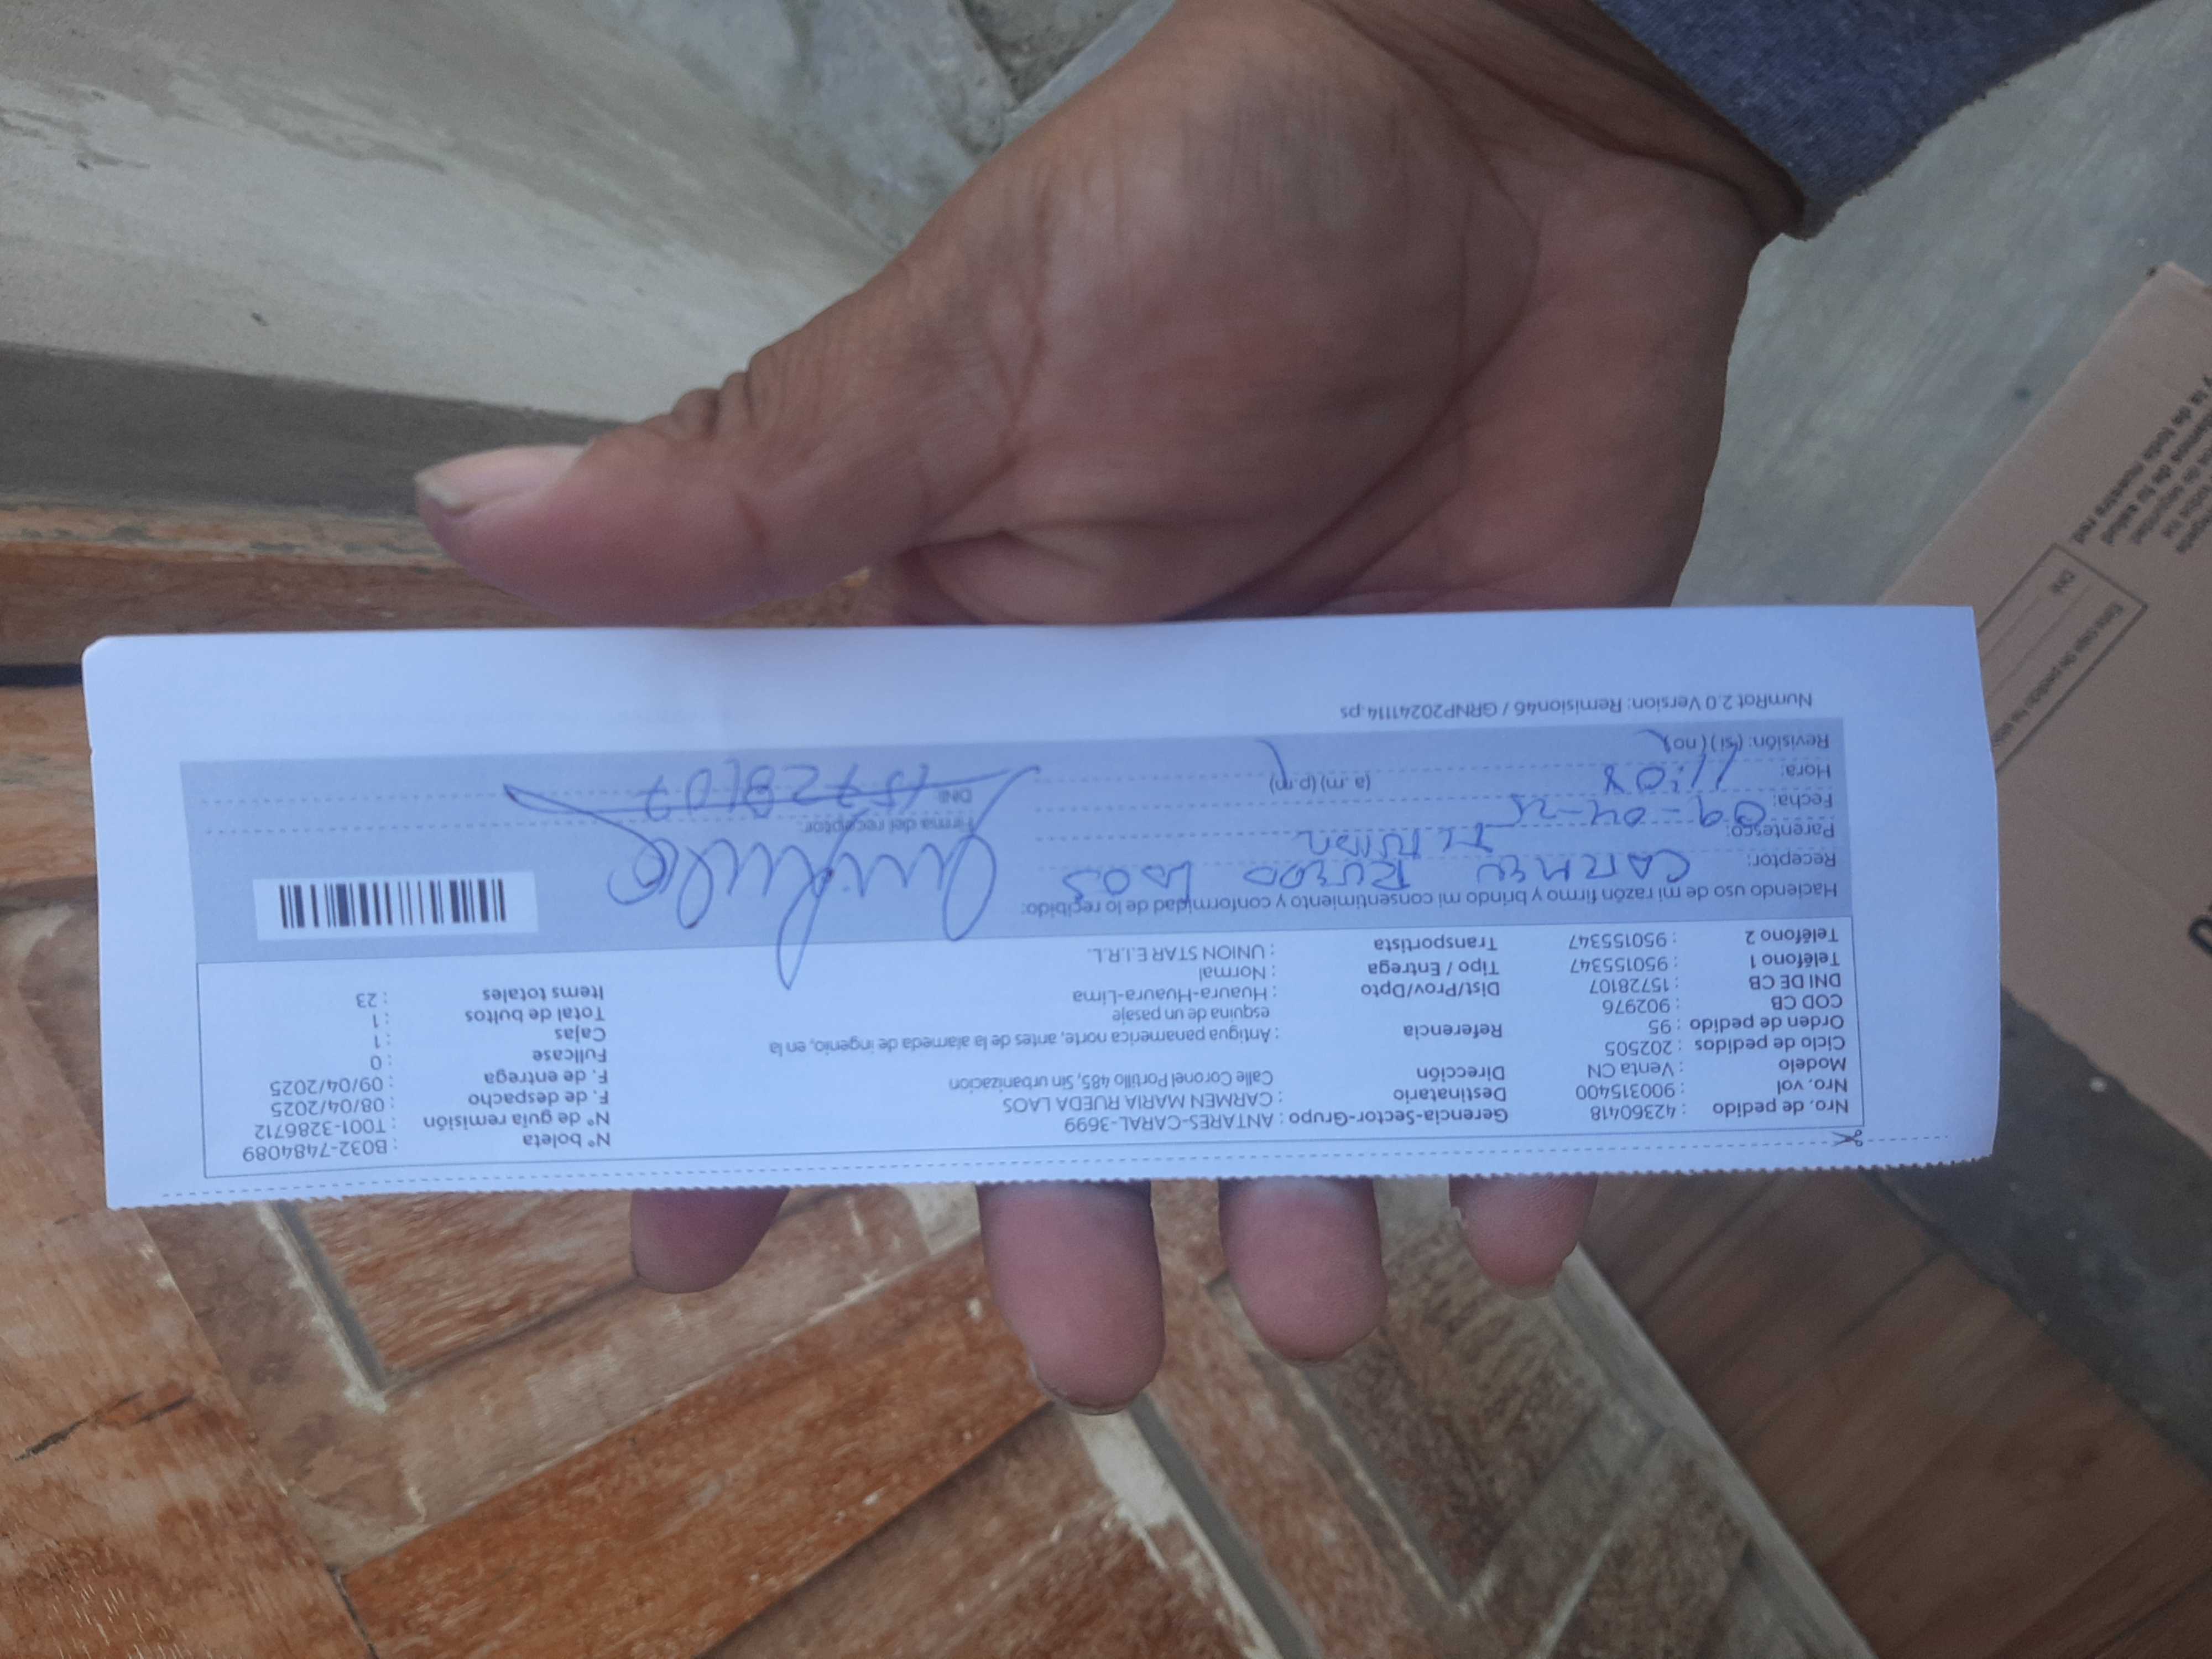 Nro. de pedido : 42360418 Gerencia-Sector-Grupo : ANTARES-CARAL-3699 N° boleta : B032-7484089
Nro. vol : 900315400 Destinatario : CARMEN MARIA RUEDA LAOS N° de guía remisión : T001-3286712
Modelo : Venta CN Dirección Calle Coronel Portillo 485, Sin urbanizacion F. de despacho : 08/04/2025
Ciclo de pedidos : 202505 F. de entrega : 09/04/2025
Orden de pedido : 95 Referencia : Antigua panamerica norte, antes de la alameda de ingenio, en la Fullcase : 0
COD CB : 902976 esquina de un pasaje Cajas : 1
DNI DE CB : 15728107 Dist/Prov/Dpto : Huaura-Huaura-Lima Total de bultos : 1
Teléfono 1 : 950155347 Tipo / Entrega : Normal Items totales : 23
Teléfono 2 : 950155347 Transportista : UNION STAR E.I.R.L.
Haciendo uso de mi razón firmo y brindo mi consentimiento y conformidad de lo recibido:
Receptor: CARMEN RUEDA LAOS
Parentesco: TITULAR
Firma del receptor:
Fecha: 09-04-25
DNI: 15728107
Hora: 11:08 (a .m) (p.m)
Revisión: (si) (no)
NumRot 2.0 Version: Remision46 / GRNP20241114.ps
DNI